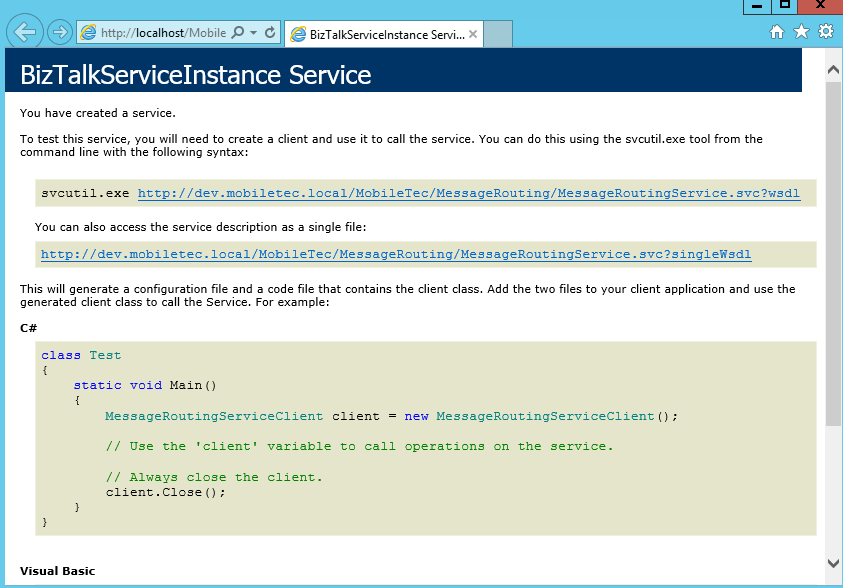 http://localhost/Mobile
BizTalkServiceInstance Servi...
BizTalkServiceInstance Service
You have created a service.
To test this service, you will need to create a client and use it to call the service. You can do this using the svcutil.exe tool from the
command line with the following syntax:
svcutil.exe http://dev.mobiletec.local/MobileTec/MessageRouting/MessageRoutingService.svc?wsdl
You can also access the service description as a single file:
http://dev.mobiletec.local/MobileTec/MessageRouting/MessageRoutingService.svc?singleWsdl
This will generate a configuration file and a code file that contains the client class. Add the two files to your client application and use the
generated client class to call the Service. For example:
C#
class Test
{
    static void Main()
    {
        MessageRoutingServiceClient client = new MessageRoutingServiceClient();
        // Use the 'client' variable to call operations on the service.
        // Always close the client.
        client.Close();
    }
}
Visual Basic